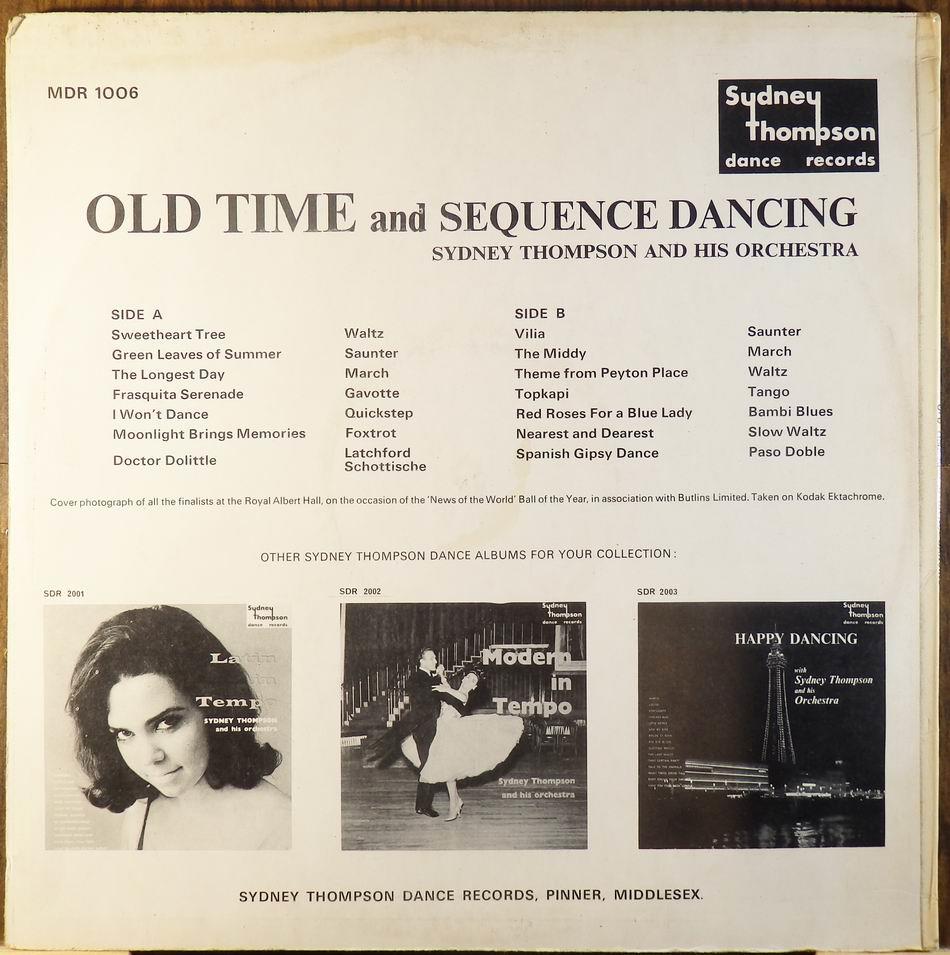 MDR 1006
Sydney
Thompson
dance records
OLD TIME and SEQUENCE DANCING
SYDNEY THOMPSON AND HIS ORCHESTRA
SIDE A
Sweetheart Tree Waltz
Green Leaves of Summer Saunter
The Longest Day March
Frasquita Serenade Gavotte
I Won't Dance Quickstep
Moonlight Brings Memories Foxtrot
Doctor Dolittle Latchford
Schottische
SIDE B
Vilia Saunter
The Middy March
Theme from Peyton Place Waltz
Topkapi Tango
Red Roses For a Blue Lady Bambi Blues
Nearest and Dearest Slow Waltz
Spanish Gipsy Dance Paso Doble
Cover photograph of all the finalists at the Royal Albert Hall, on the occasion of the 'News of the World' Ball of the Year, in association with Butlins Limited. Taken on Kodak Ektachrome.
OTHER SYDNEY THOMPSON DANCE ALBUMS FOR YOUR COLLECTION:
SDR 2001
Sydney
Thompson
dance records
Latin
in
Tempo
SYDNEY THOMPSON
and his orchestra
SDR 2002
Sydney
Thompson
dance records
Modern
in
Tempo
Sydney Thompson
and his orchestra
SDR 2003
Sydney
Thompson
dance records
HAPPY DANCING
with
Sydney Thompson
and his
Orchestra
SYDNEY THOMPSON DANCE RECORDS, PINNER, MIDDLESEX.